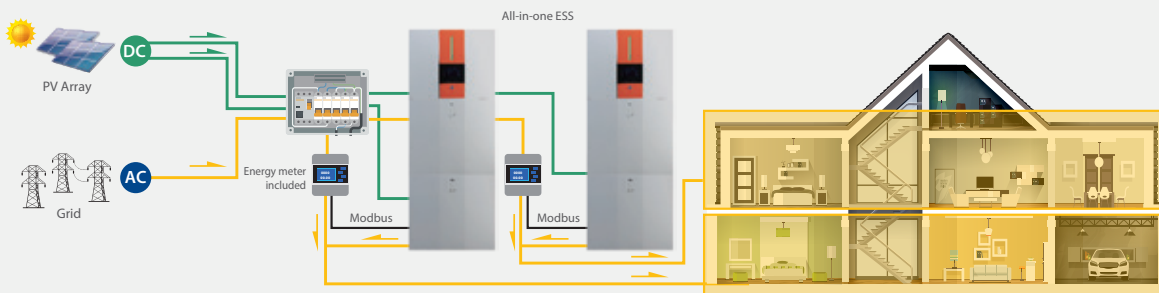 All-in-one ESS
DC
PV Array
Energy meter
included
AC
Grid
Modbus
Modbus